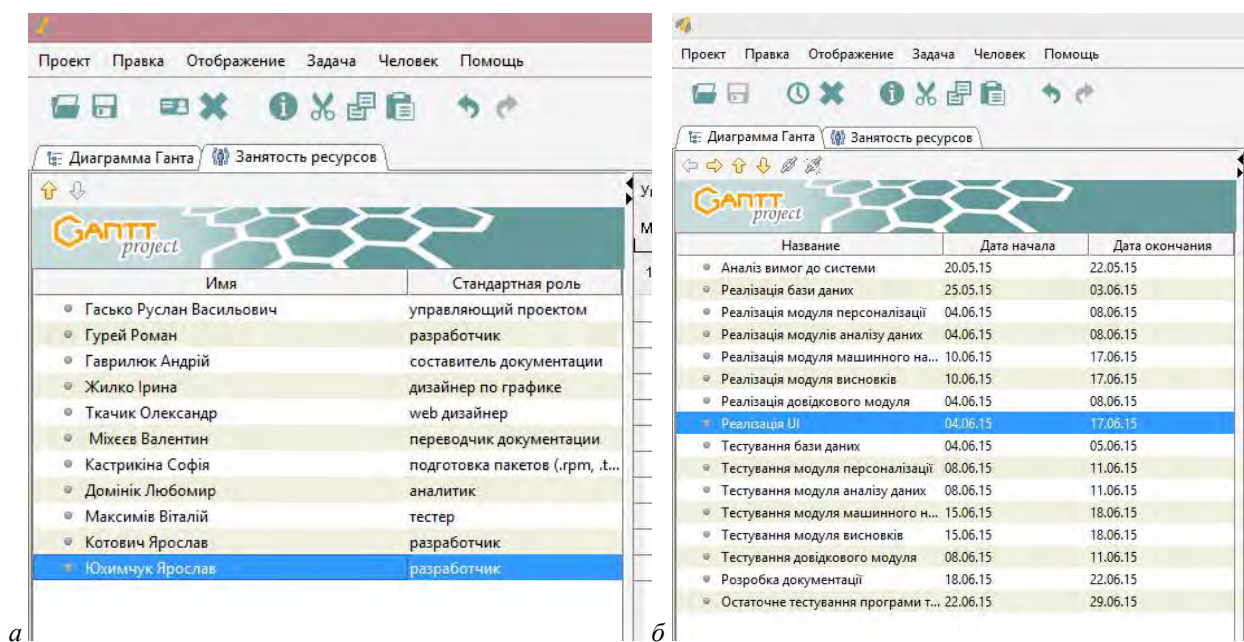 Проект Правка Отображение Задача Человек Помощь
Диаграмма Ганта Занятость ресурсов
GANTT
project
Имя Стандартная роль
Гасько Руслан Васильович управляющий проектом
Гурей Роман разработчик
Гаврилюк Андрій составитель документации
Жилко Ірина дизайнер по графике
Ткачик Олександр web дизайнер
Міхєєв Валентин переводчик документации
Кастрикіна Софія подготовка пакетов (.rpm, .t...
Домінік Любомир аналитик
Максимів Віталій тестер
Котович Ярослав разработчик
Юхимчук Ярослав разработчик
а
Проект Правка Отображение Задача Человек Помощь
Диаграмма Ганта Занятость ресурсов
GANTT
project
Название Дата начала Дата окончания
Аналіз вимог до системи 20.05.15 22.05.15
Реалізація бази даних 25.05.15 03.06.15
Реалізація модуля персоналізації 04.06.15 08.06.15
Реалізація модулів аналізу даних 04.06.15 08.06.15
Реалізація модуля машинного на... 10.06.15 17.06.15
Реалізація модуля висновків 10.06.15 17.06.15
Реалізація довідкового модуля 04.06.15 08.06.15
Реалізація UI 04.06.15 17.06.15
Тестування бази даних 04.06.15 05.06.15
Тестування модуля персоналізації 08.06.15 11.06.15
Тестування модуля аналізу даних 08.06.15 11.06.15
Тестування модуля машинного н... 15.06.15 18.06.15
Тестування модуля висновків 15.06.15 18.06.15
Тестування довідкового модуля 08.06.15 11.06.15
Розробка документації 18.06.15 22.06.15
Остаточне тестування програми т... 22.06.15 29.06.15
б